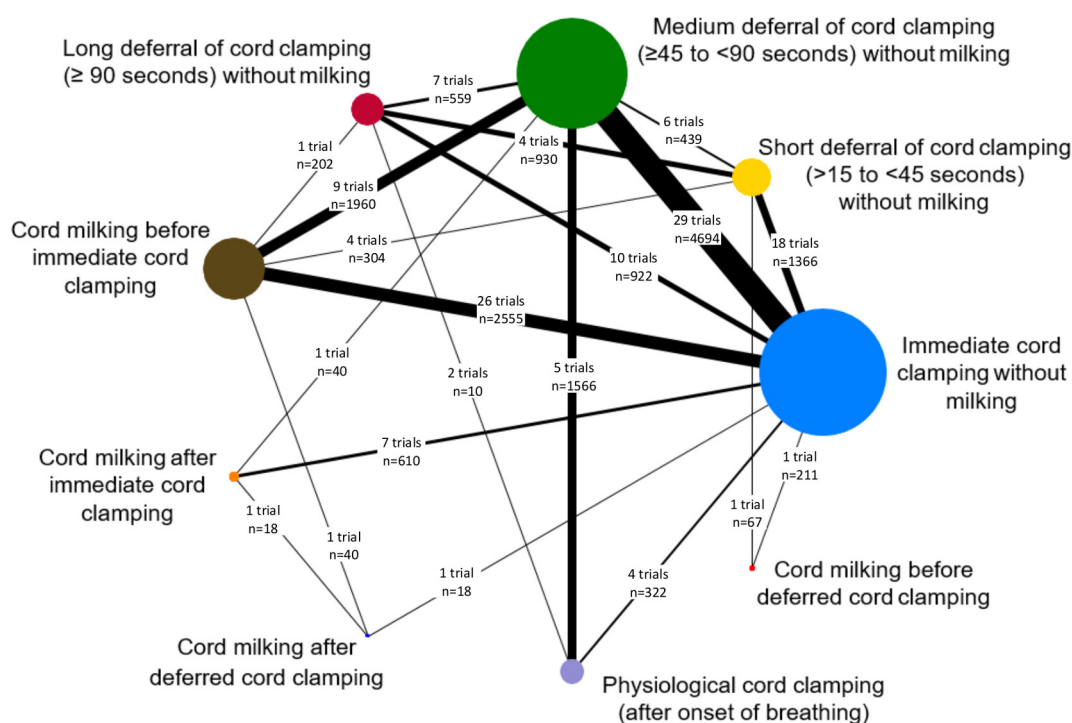 Long deferral of cord clamping
(≥ 90 seconds) without milking
Medium deferral of cord clamping
(≥45 to <90 seconds) without milking
7 trials
n=559
6 trials
n=439
4 trials
n=930
Short deferral of cord clamping
(>15 to <45 seconds)
without milking
1 trial
n=202
9 trials
n=1960
29 trials
n=4694
18 trials
n=1366
Cord milking before
immediate cord
clamping
4 trials
n=304
10 trials
n=922
26 trials
n=2555
Immediate cord
clamping without
milking
1 trial
n=40
2 trials
n=10
5 trials
n=1566
7 trials
n=610
Cord milking after
immediate cord
clamping
1 trial
n=211
1 trial
n=18
1 trial
n=67
1 trial
n=40
1 trial
n=18
4 trials
n=322
Cord milking before
deferred cord clamping
Cord milking after
deferred cord clamping
Physiological cord clamping
(after onset of breathing)